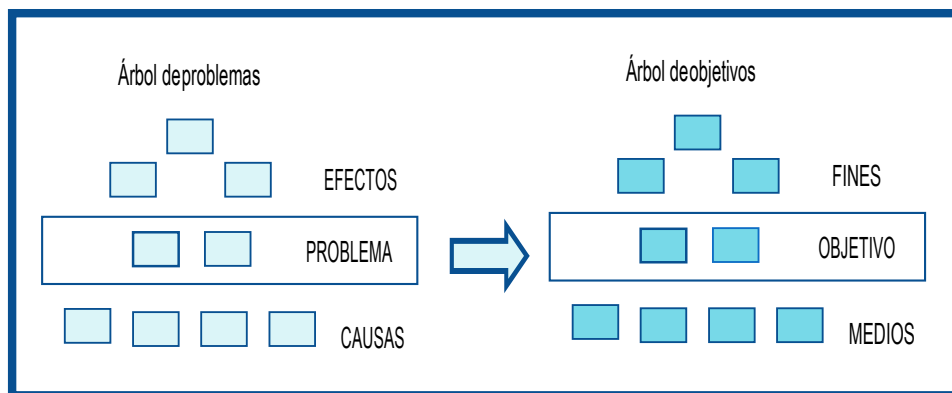 Árbol deproblemas
EFECTOS
PROBLEMA
CAUSAS
Árbol deobjetivos
FINES
OBJETIVO
MEDIOS